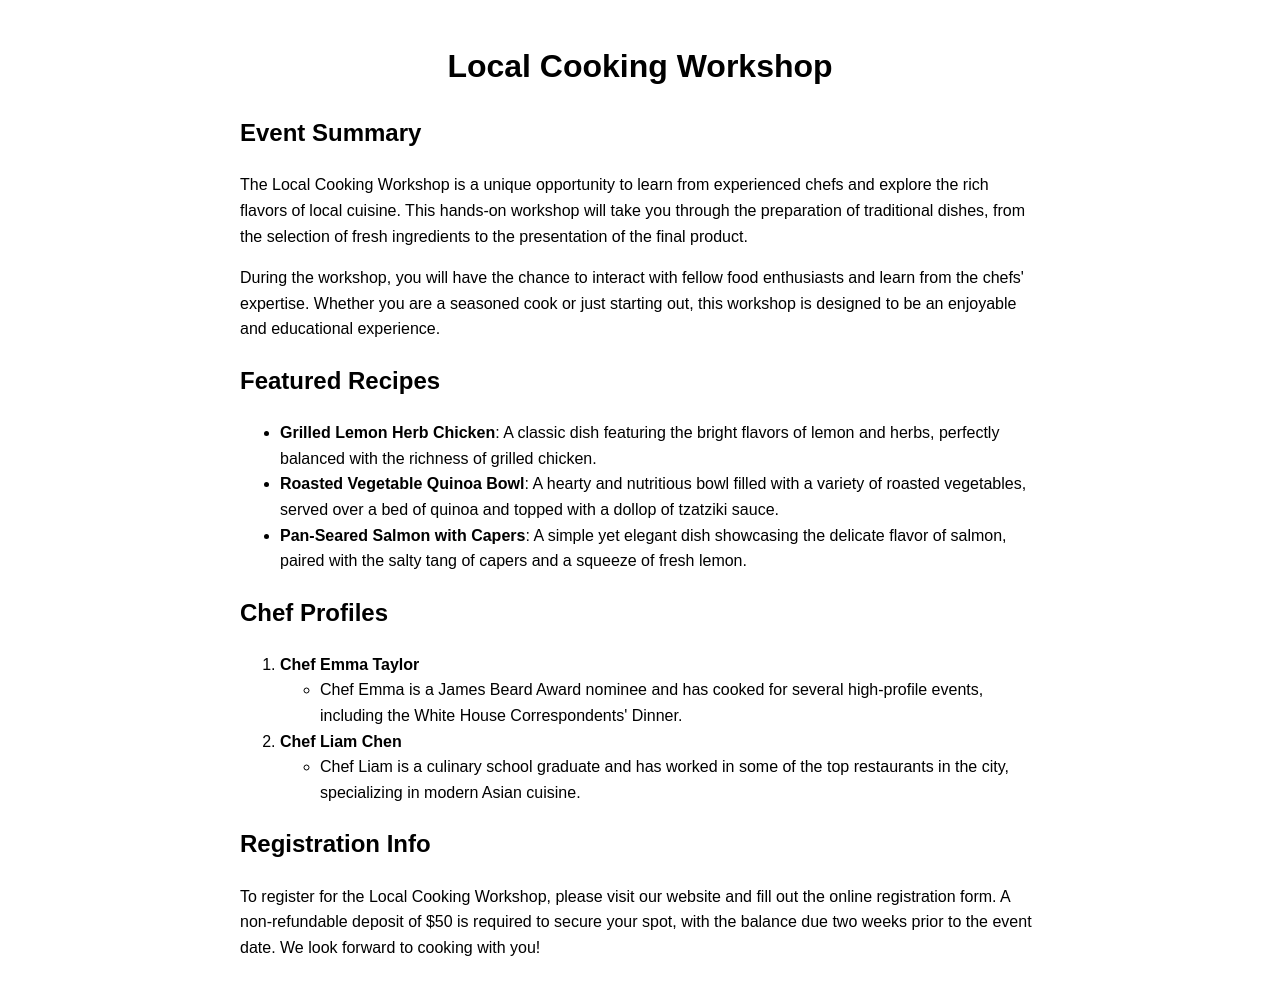 Local Cooking Workshop
Event Summary
The Local Cooking Workshop is a unique opportunity to learn from experienced chefs and explore the rich
flavors of local cuisine. This hands-on workshop will take you through the preparation of traditional dishes, from
the selection of fresh ingredients to the presentation of the final product.
During the workshop, you will have the chance to interact with fellow food enthusiasts and learn from the chefs'
expertise. Whether you are a seasoned cook or just starting out, this workshop is designed to be an enjoyable
and educational experience.
Featured Recipes
• Grilled Lemon Herb Chicken: A classic dish featuring the bright flavors of lemon and herbs, perfectly
balanced with the richness of grilled chicken.
• Roasted Vegetable Quinoa Bowl: A hearty and nutritious bowl filled with a variety of roasted vegetables,
served over a bed of quinoa and topped with a dollop of tzatziki sauce.
• Pan-Seared Salmon with Capers: A simple yet elegant dish showcasing the delicate flavor of salmon,
paired with the salty tang of capers and a squeeze of fresh lemon.
Chef Profiles
1. Chef Emma Taylor
◦ Chef Emma is a James Beard Award nominee and has cooked for several high-profile events,
including the White House Correspondents' Dinner.
2. Chef Liam Chen
◦ Chef Liam is a culinary school graduate and has worked in some of the top restaurants in the city,
specializing in modern Asian cuisine.
Registration Info
To register for the Local Cooking Workshop, please visit our website and fill out the online registration form. A
non-refundable deposit of $50 is required to secure your spot, with the balance due two weeks prior to the event
date. We look forward to cooking with you!